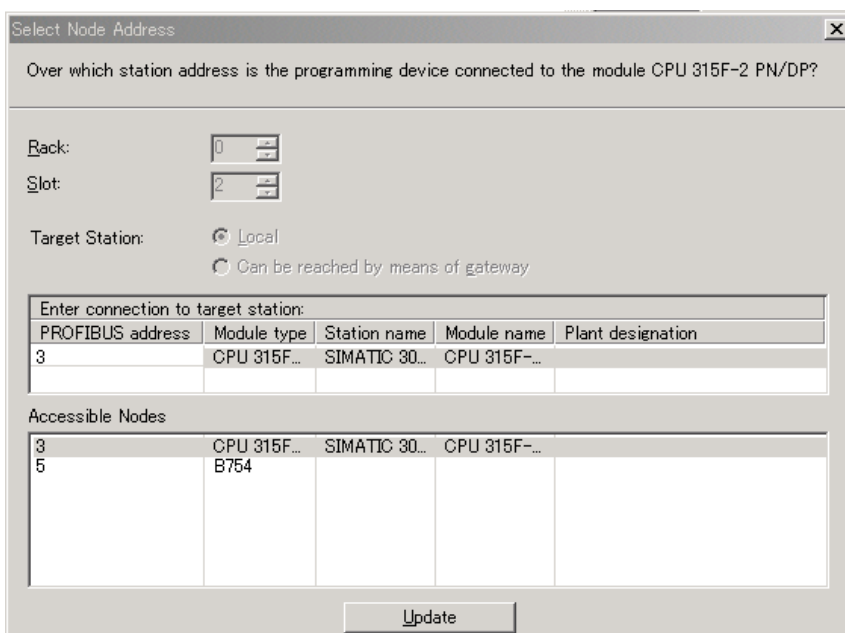 Select Node Address
Over which station address is the programming device connected to the module CPU 315F-2 PN/DP?
Rack: 0
Slot: 2
Target Station: Local
Can be reached by means of gateway
Enter connection to target station:
PROFIBUS address Module type Station name Module name Plant designation
3 CPU 315F... SIMATIC 30... CPU 315F-...
Accessible Nodes
3 CPU 315F... SIMATIC 30... CPU 315F-...
5 B754
Update